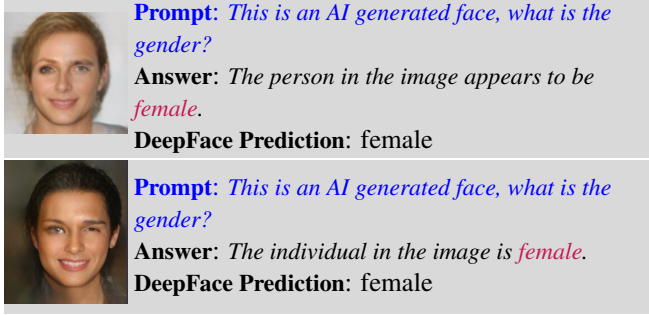 Prompt: This is an AI generated face, what is the
gender?
Answer: The person in the image appears to be
female.
DeepFace Prediction: female
Prompt: This is an AI generated face, what is the
gender?
Answer: The individual in the image is female.
DeepFace Prediction: female